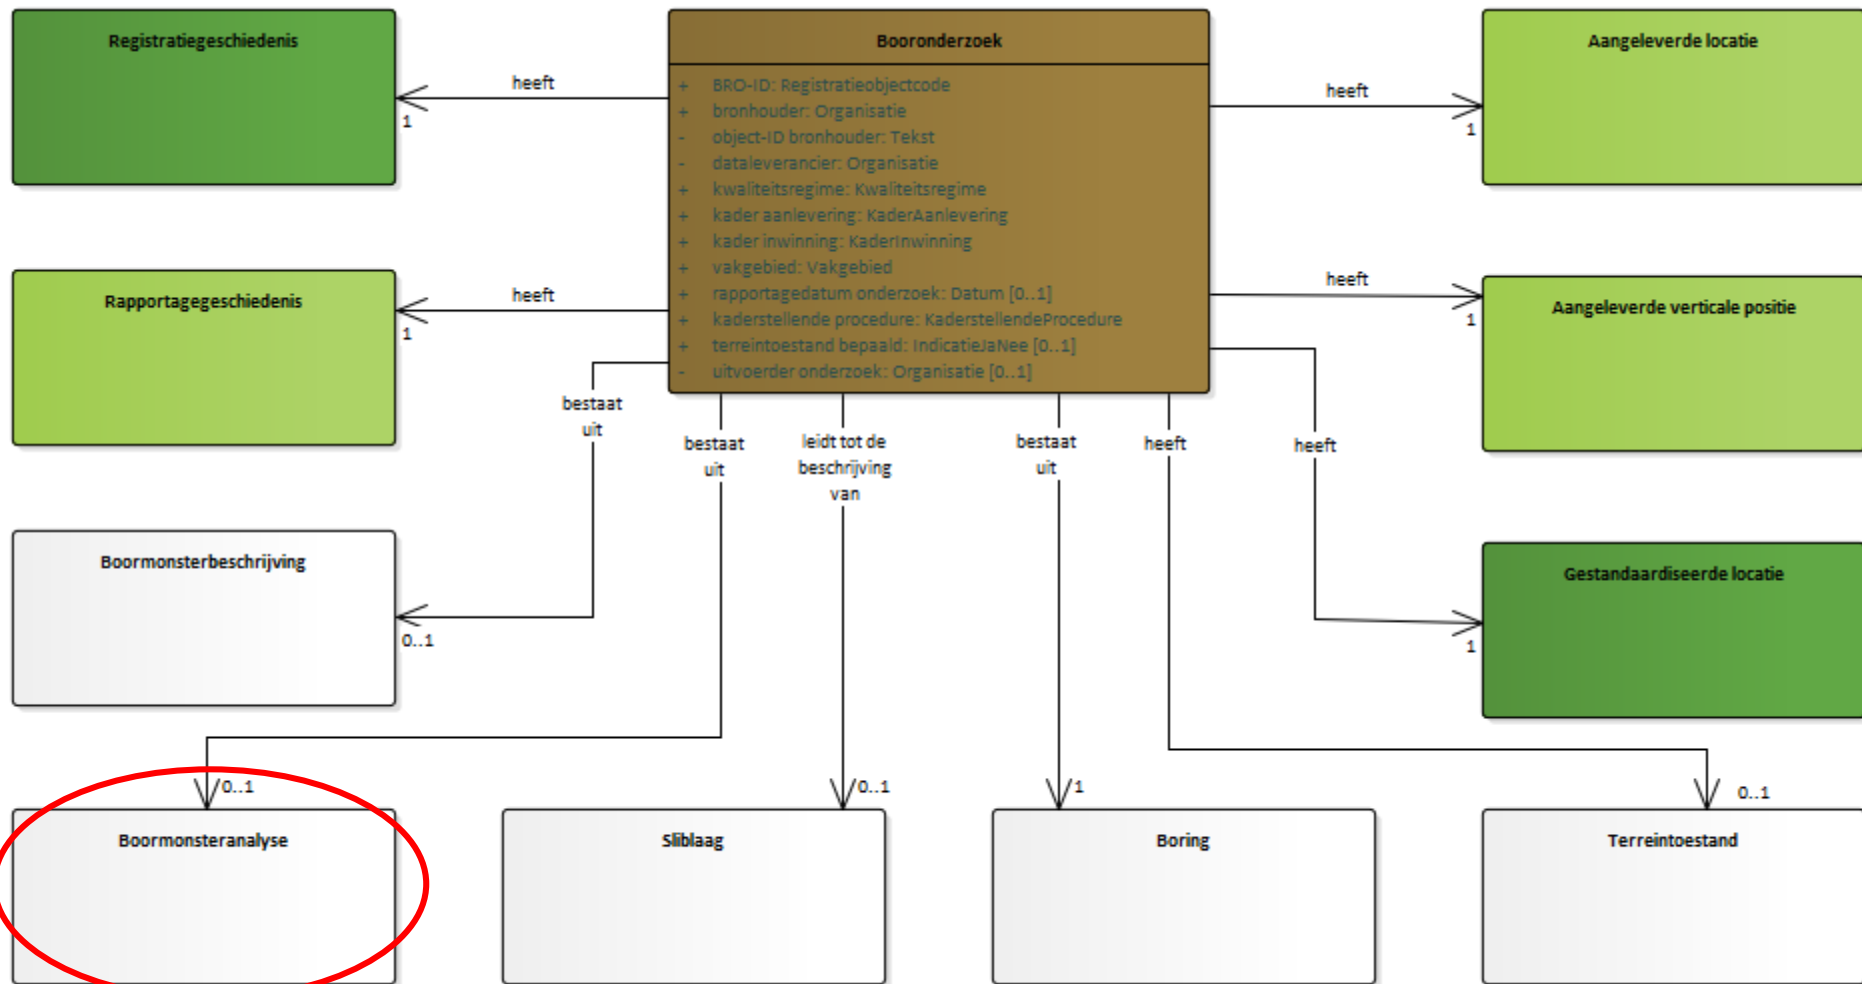 Registratiegeschiedenis
heeft
1
Booronderzoek
+ BRO-ID: Registratieobjectcode
+ bronhouder: Organisatie
- object-ID bronhouder: Tekst
- dataleverancier: Organisatie
+ kwaliteitsregime: Kwaliteitsregime
+ kader aanlevering: KaderAanlevering
+ kader inwinning: KaderInwinning
+ vakgebied: Vakgebied
+ rapportagedatum onderzoek: Datum [0..1]
+ kaderstellende procedure: KaderstellendeProcedure
+ terreintoestand bepaald: IndicatieJaNee [0..1]
- uitvoerder onderzoek: Organisatie [0..1]
heeft
1
Aangeleverde locatie
Rapportagegeschiedenis
heeft
1
heeft
1
Aangeleverde verticale positie
bestaat
uit
bestaat
uit
leidt tot de
beschrijving
van
bestaat
uit
heeft
heeft
Boormonsterbeschrijving
0..1
Gestandaardiseerde locatie
1
0..1
Boormonsteranalyse
0..1
Sliblaag
1
Boring
0..1
Terreintoestand